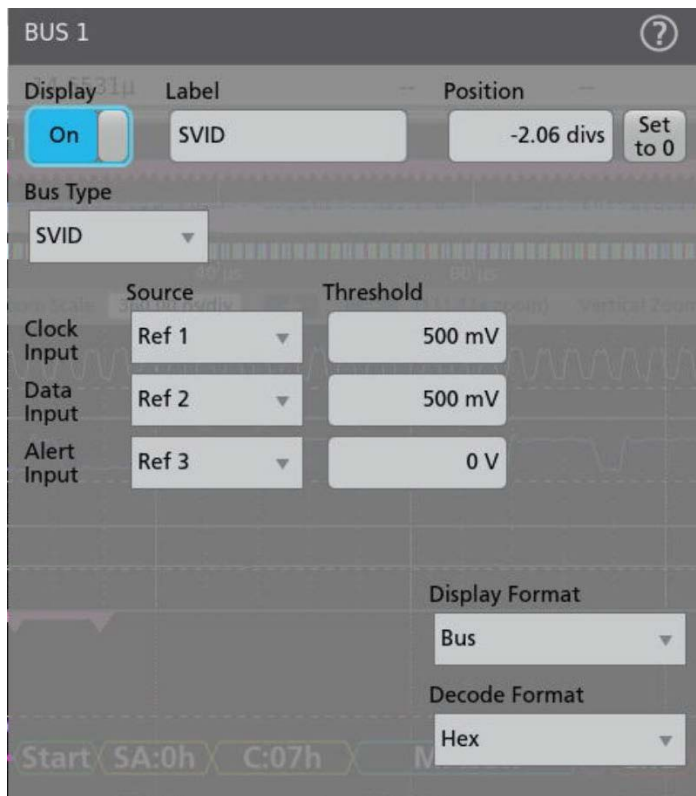 BUS 1
?
Display Label Position
On SVID -2.06 divs Set to 0
Bus Type
SVID
Source Threshold
Clock Input Ref 1 500 mV
Data Input Ref 2 500 mV
Alert Input Ref 3 0 V
Display Format
Bus
Decode Format
Hex
Start SA:0h C:07h